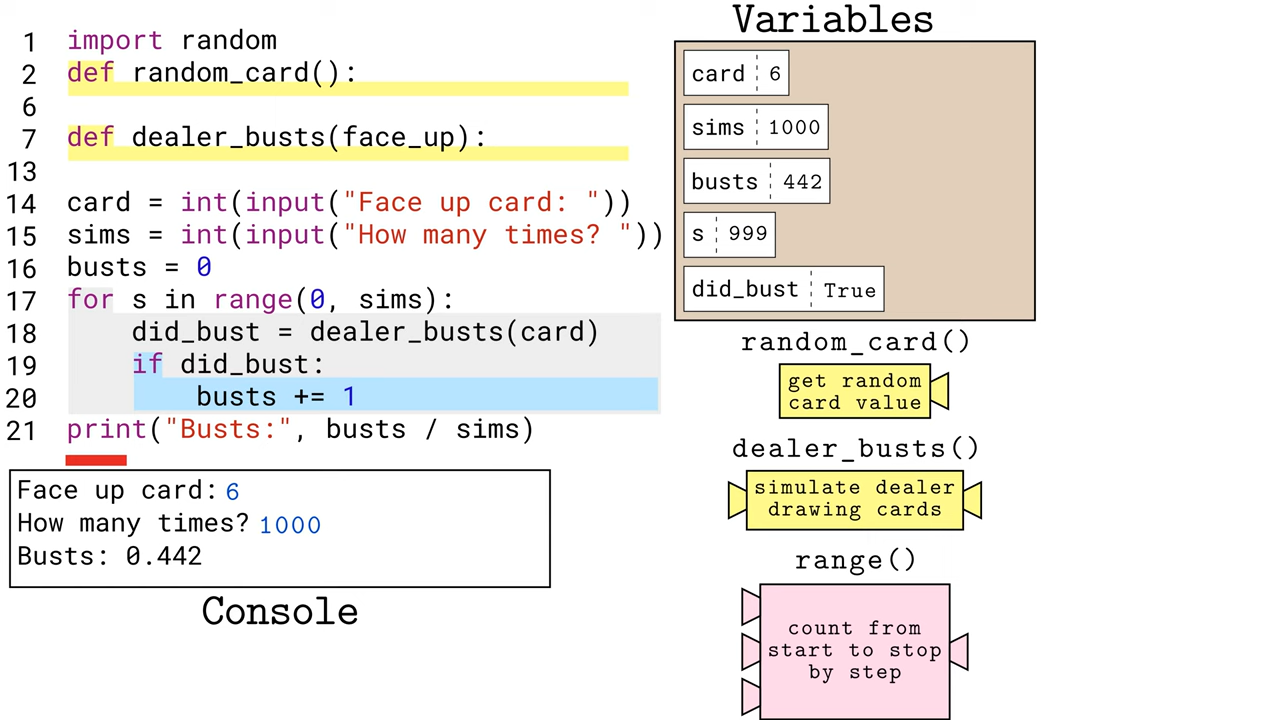 1 import random
2 def random_card():
6
7 def dealer_busts(face_up):
13
14 card = int(input("Face up card: "))
15 sims = int(input("How many times? "))
16 busts = 0
17 for s in range(0, sims):
18 did_bust = dealer_busts(card)
19 if did_bust:
20 busts += 1
21 print("Busts:", busts / sims)
Face up card: 6
How many times? 1000
Busts: 0.442
Console
Variables
card 6
sims 1000
busts 442
s 999
did_bust True
random_card()
get random
card value
dealer_busts()
simulate dealer
drawing cards
range()
count from
start to stop
by step